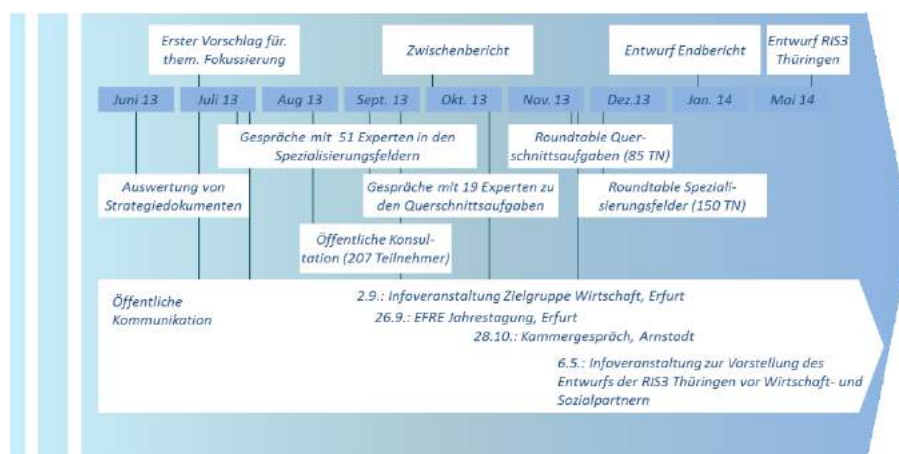 Erster Vorschlag für.
them. Fokussierung
Zwischenbericht
Entwurf Endbericht
Entwurf RIS3
Thüringen
Juni 13
Juli 13
Aug 13
Sept. 13
Okt. 13
Nov. 13
Dez.13
Jan. 14
Mai 14
Gespräche mit 51 Experten in den
Spezialisierungsfeldern
Roundtable Quer-
schnittsaufgaben (85 TN)
Auswertung von
Strategiedokumenten
Gespräche mit 19 Experten zu
den Querschnittsaufgaben
Roundtable Speziali-
sierungsfelder (150 TN)
Öffentliche Konsul-
tation (207 Teilnehmer)
Öffentliche
Kommunikation
2.9.: Infoveranstaltung Zielgruppe Wirtschaft, Erfurt
26.9.: EFRE Jahrestagung, Erfurt
28.10.: Kammergespräch, Arnstadt
6.5.: Infoveranstaltung zur Vorstellung des
Entwurfs der RIS3 Thüringen vor Wirtschaft- und
Sozialpartnern